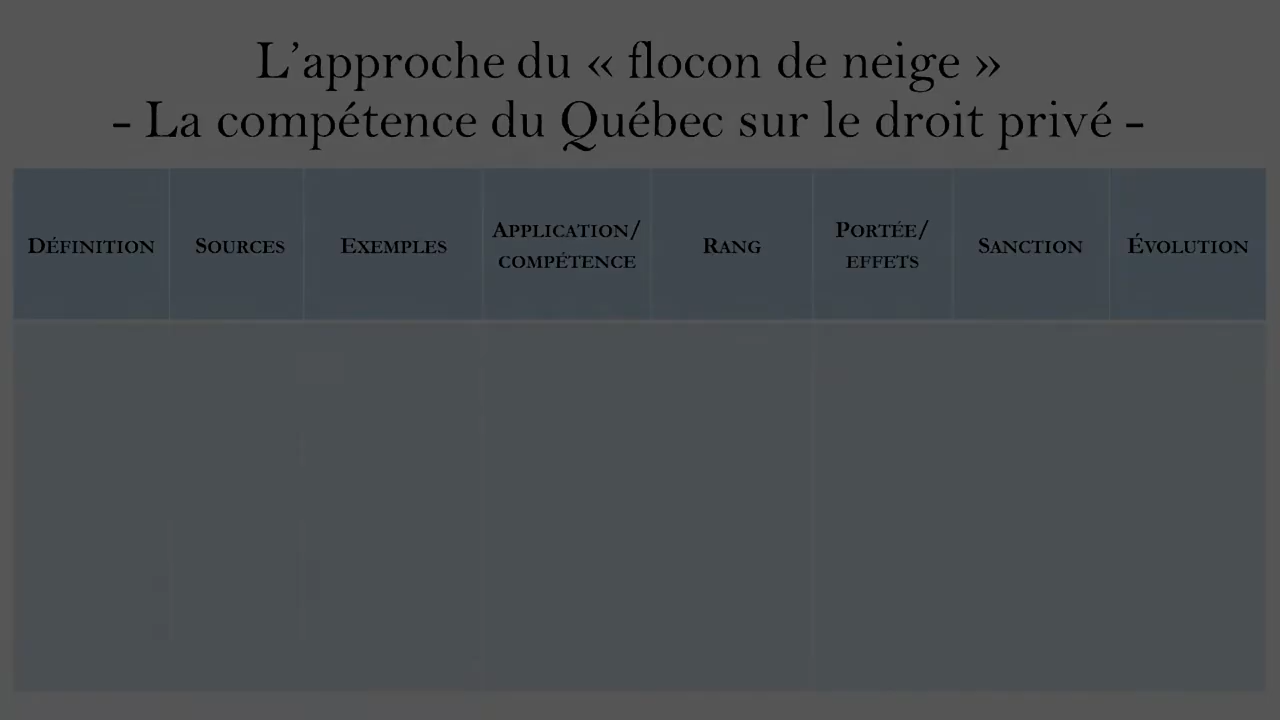 L’approche du « flocon de neige »
- La compétence du Québec sur le droit privé -
Définition
Sources
Exemples
Application/
compétence
Rang
Portée/
effets
Sanction
Évolution